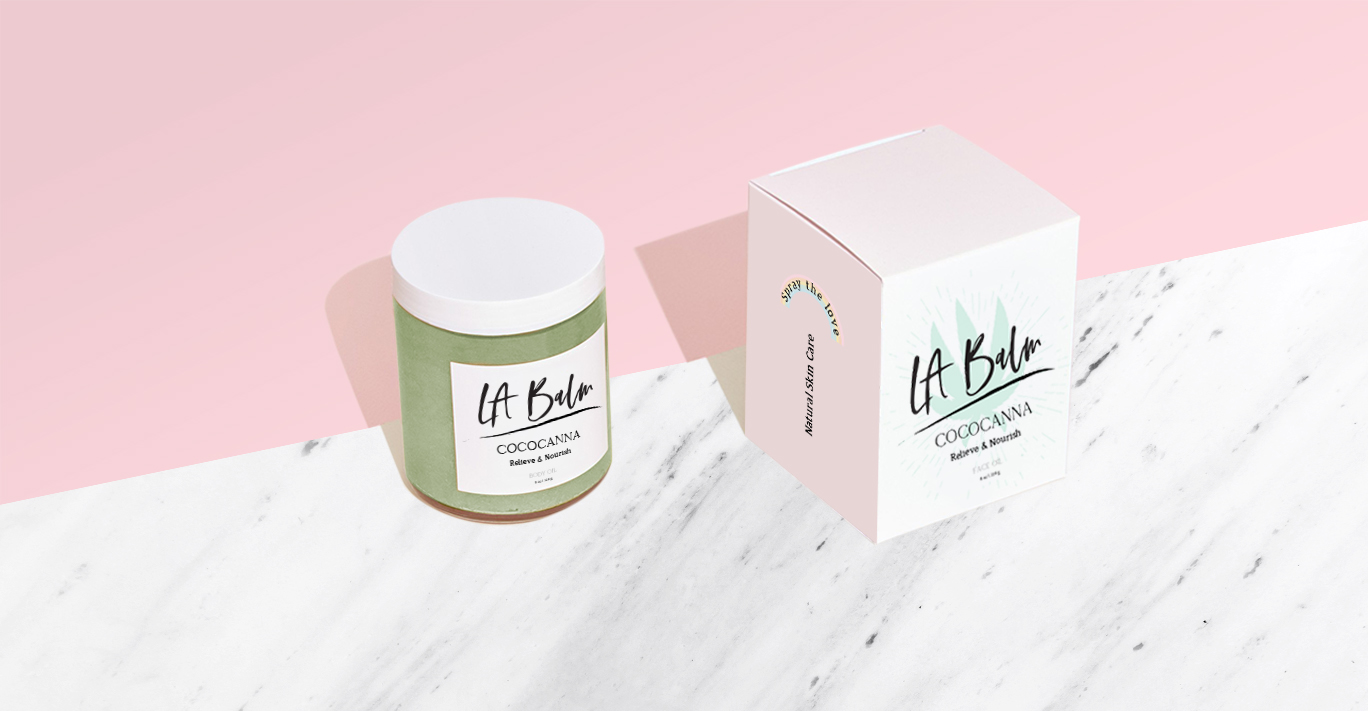 LA Balm
COCOCANNA
Relieve & Nourish
BODY OIL
Spray the love
Natural Skin Care
LA Balm
COCOCANNA
Relieve & Nourish
FACE OIL